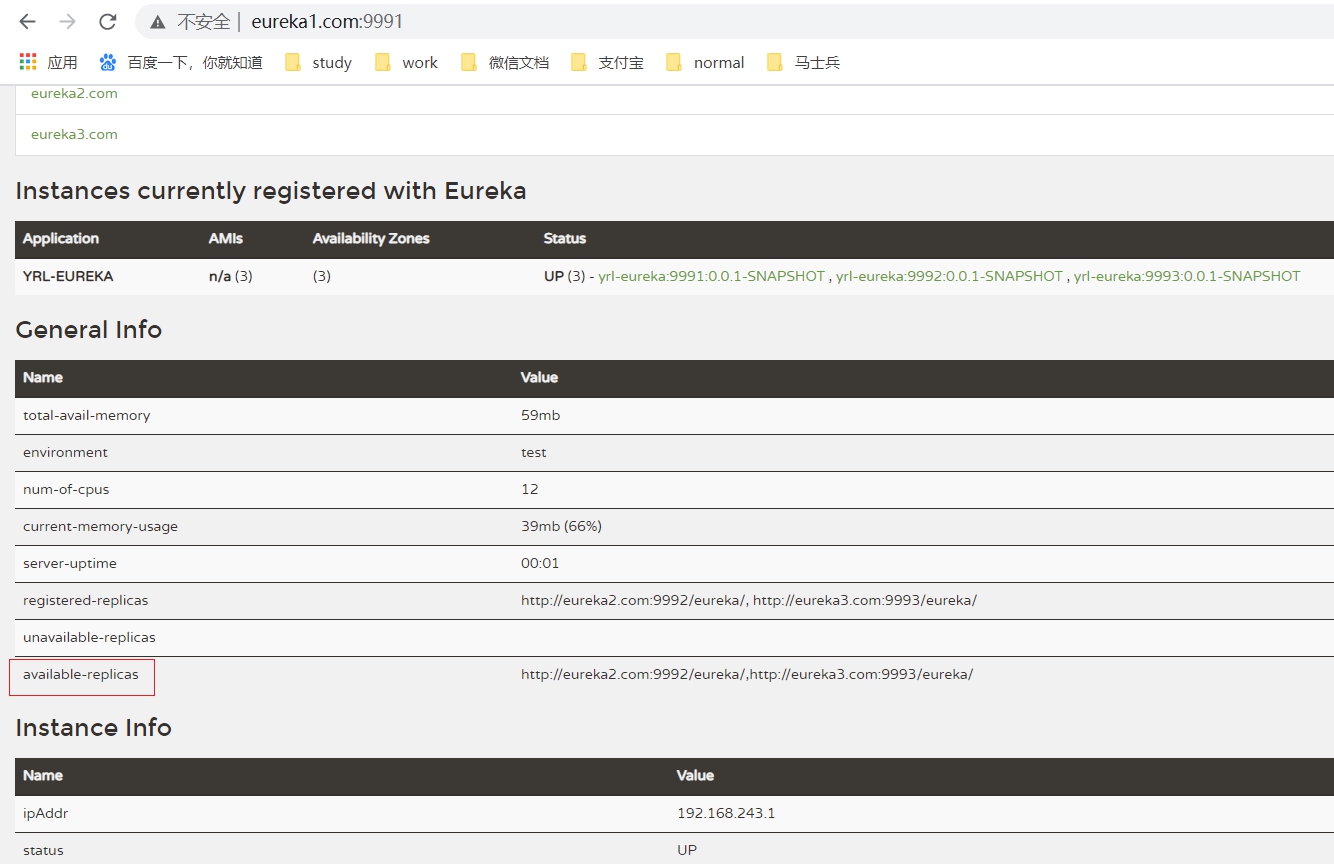 不安全 | eureka1.com:9991
应用 百度一下，你就知道 study work 微信文档 支付宝 normal 马士兵
eureka2.com
eureka3.com
Instances currently registered with Eureka
Application AMIs Availability Zones Status
YRL-EUREKA n/a (3) (3) UP (3) - yrl-eureka:9991:0.0.1-SNAPSHOT , yrl-eureka:9992:0.0.1-SNAPSHOT , yrl-eureka:9993:0.0.1-SNAPSHOT
General Info
Name Value
total-avail-memory 59mb
environment test
num-of-cpus 12
current-memory-usage 39mb (66%)
server-uptime 00:01
registered-replicas http://eureka2.com:9992/eureka/, http://eureka3.com:9993/eureka/
unavailable-replicas
available-replicas http://eureka2.com:9992/eureka/,http://eureka3.com:9993/eureka/
Instance Info
Name Value
ipAddr 192.168.243.1
status UP